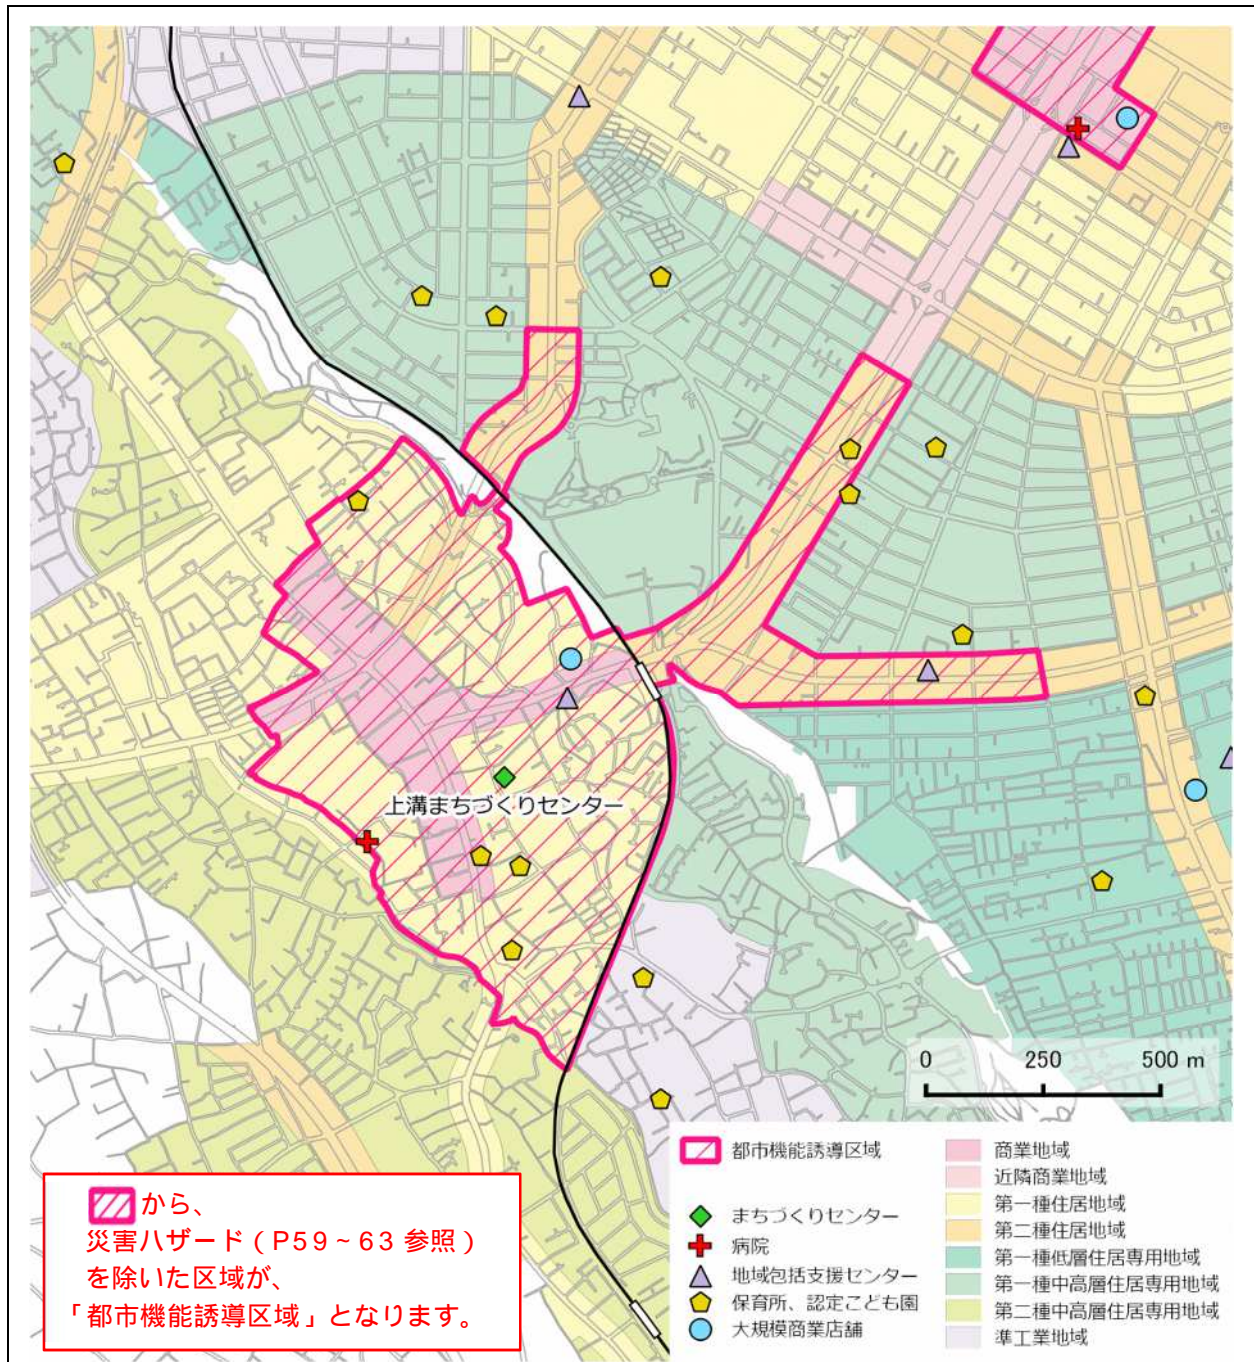 上溝まちづくりセンター
0 250 500 m
都市機能誘導区域
まちづくりセンター
病院
地域包括支援センター
保育所、認定こども園
大規模商業店舗
商業地域
近隣商業地域
第一種住居地域
第二種住居地域
第一種低層住居専用地域
第一種中高層住居専用地域
第二種中高層住居専用地域
準工業地域
から、
災害ハザード（P59～63 参照）
を除いた区域が、
「都市機能誘導区域」となります。